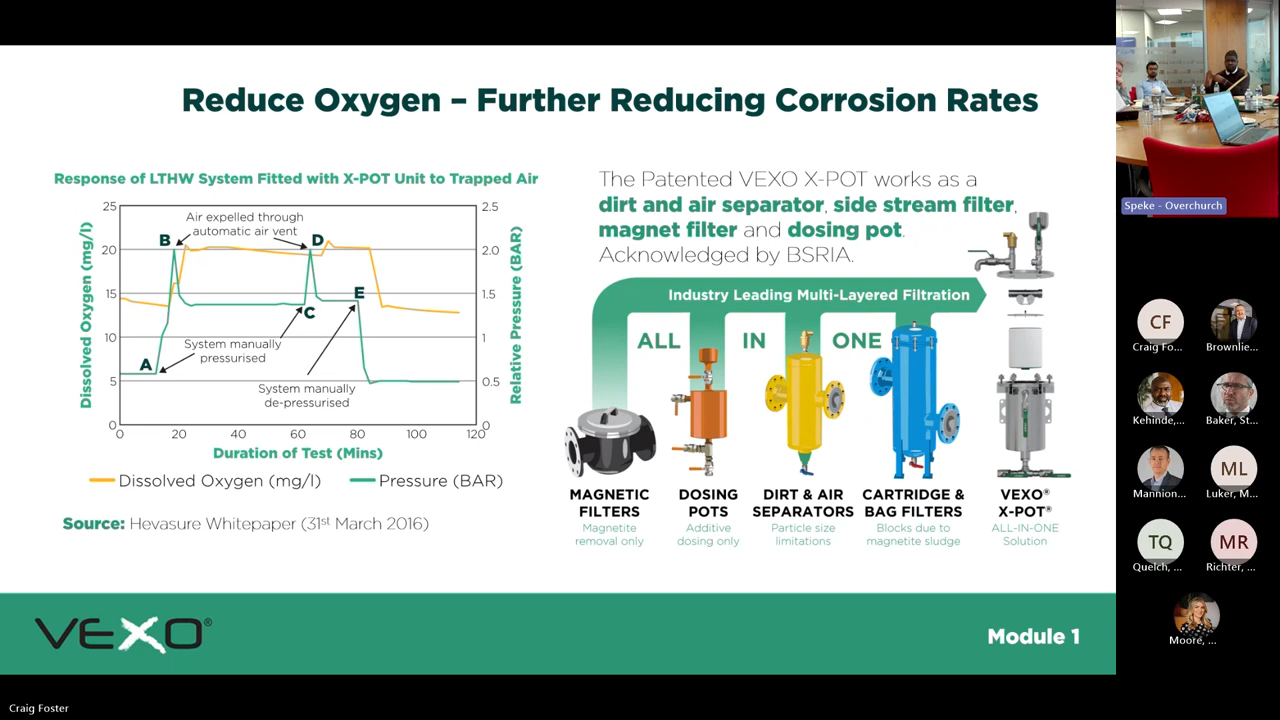 Reduce Oxygen – Further Reducing Corrosion Rates
Response of LTHW System Fitted with X-POT Unit to Trapped Air
Dissolved Oxygen (mg/l)
25
20
15
10
5
0
2.5
2.0
1.5
1
0.5
0
Relative Pressure (BAR)
Air expelled through
automatic air vent
B
D
E
C
System manually
pressurised
A
System manually
de-pressurised
0
20
40
60
80
100
120
Duration of Test (Mins)
Dissolved Oxygen (mg/l)
Pressure (BAR)
Source: Hevasure Whitepaper (31st March 2016)
The Patented VEXO X-POT works as a
dirt and air separator, side stream filter,
magnet filter and dosing pot.
Acknowledged by BSRIA.
Industry Leading Multi-Layered Filtration
ALL IN ONE
MAGNETIC
FILTERS
Magnetite
removal only
DOSING
POTS
Additive
dosing only
DIRT & AIR
SEPARATORS
Particle size
limitations
CARTRIDGE &
BAG FILTERS
Blocks due to
magnetite sludge
VEXO®
X-POT®
ALL-IN-ONE
Solution
VEXO®
Module 1
Craig Foster
Speke - Overchurch
CF
Craig Fo...
Brownlie...
Kehinde,...
Baker, St...
Mannion...
ML
Luker, M...
TQ
Quelch, ...
MR
Richter, ...
Moore, ...